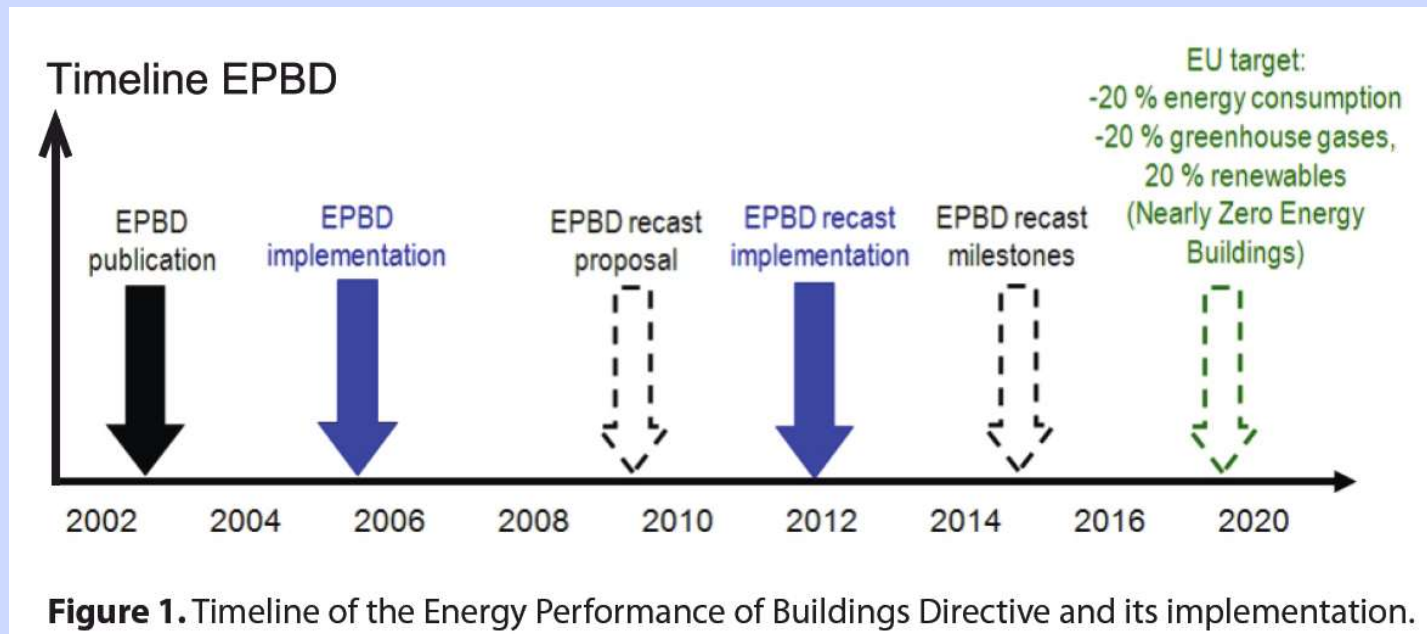 Timeline EPBD
EU target:
-20 % energy consumption
-20 % greenhouse gases,
20 % renewables
(Nearly Zero Energy
Buildings)
EPBD
publication
EPBD
implementation
EPBD recast
proposal
EPBD recast
implementation
EPBD recast
milestones
2002 2004 2006 2008 2010 2012 2014 2016 2020
Figure 1. Timeline of the Energy Performance of Buildings Directive and its implementation.